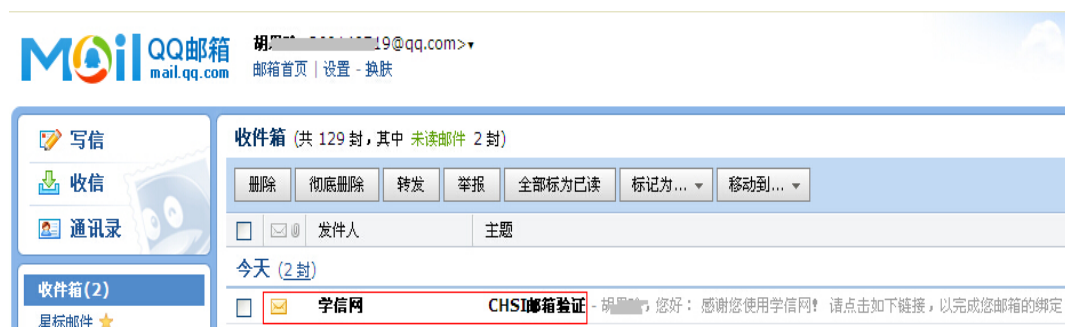 Mail QQ邮箱
mail.qq.com
胡 19@qq.com>▾
邮箱首页 | 设置 - 换肤
写信
收信
通讯录
收件箱(2)
星标邮件
收件箱 (共 129 封，其中 未读邮件 2 封)
删除 彻底删除 转发 举报 全部标为已读 标记为... 移动到...
发件人 主题
今天 (2 封)
学信网 CHSI邮箱验证 - 胡 , 您好： 感谢您使用学信网！ 请点击如下链接，以完成您邮箱的绑定